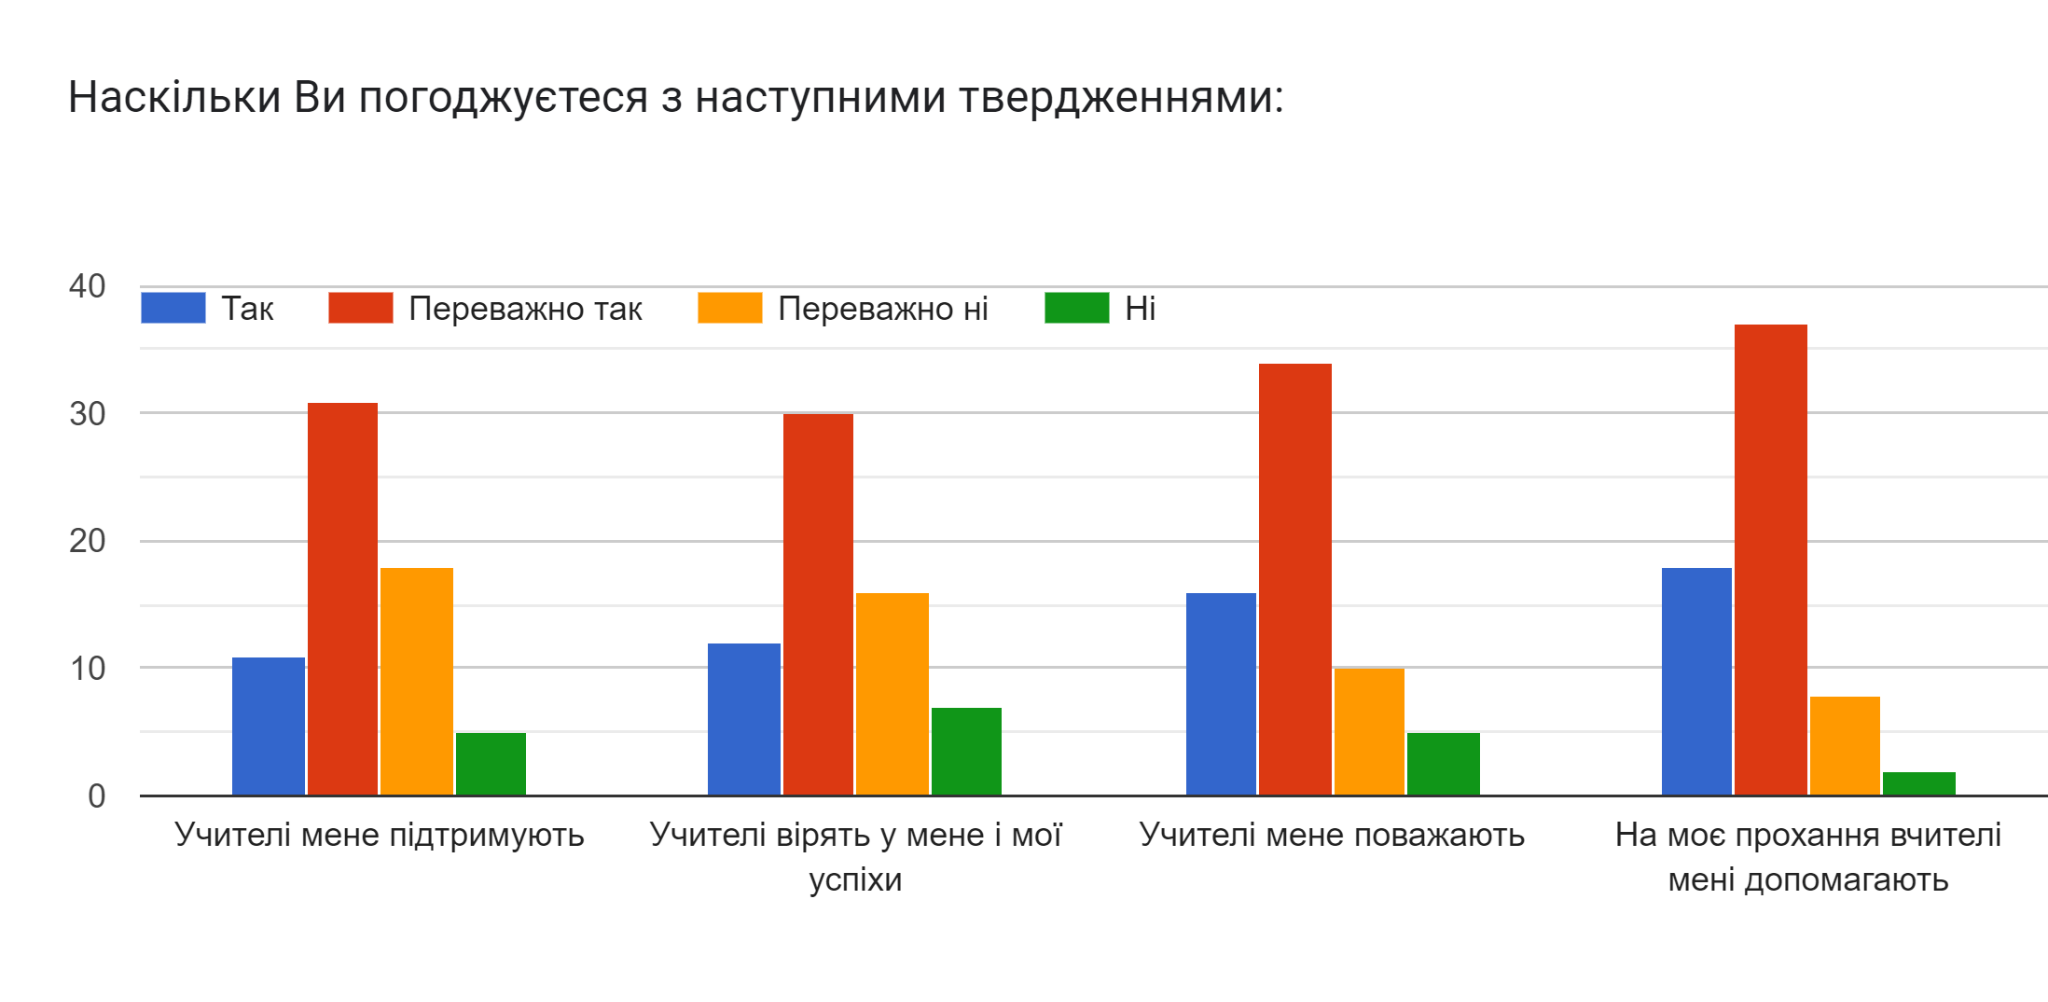 Наскільки Ви погоджуєтеся з наступними твердженнями:
40
Так Переважно так Переважно ні Ні
30
20
10
0
Учителі мене підтримують Учителі вірять у мене і мої Учителі мене поважають На моє прохання вчителі
успіхи мені допомагають